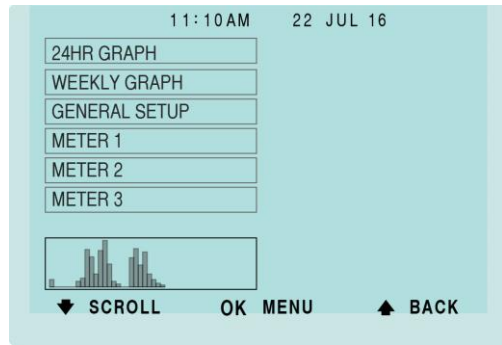 11:10AM 22 JUL 16
24HR GRAPH
WEEKLY GRAPH
GENERAL SETUP
METER 1
METER 2
METER 3
SCROLL OK MENU BACK